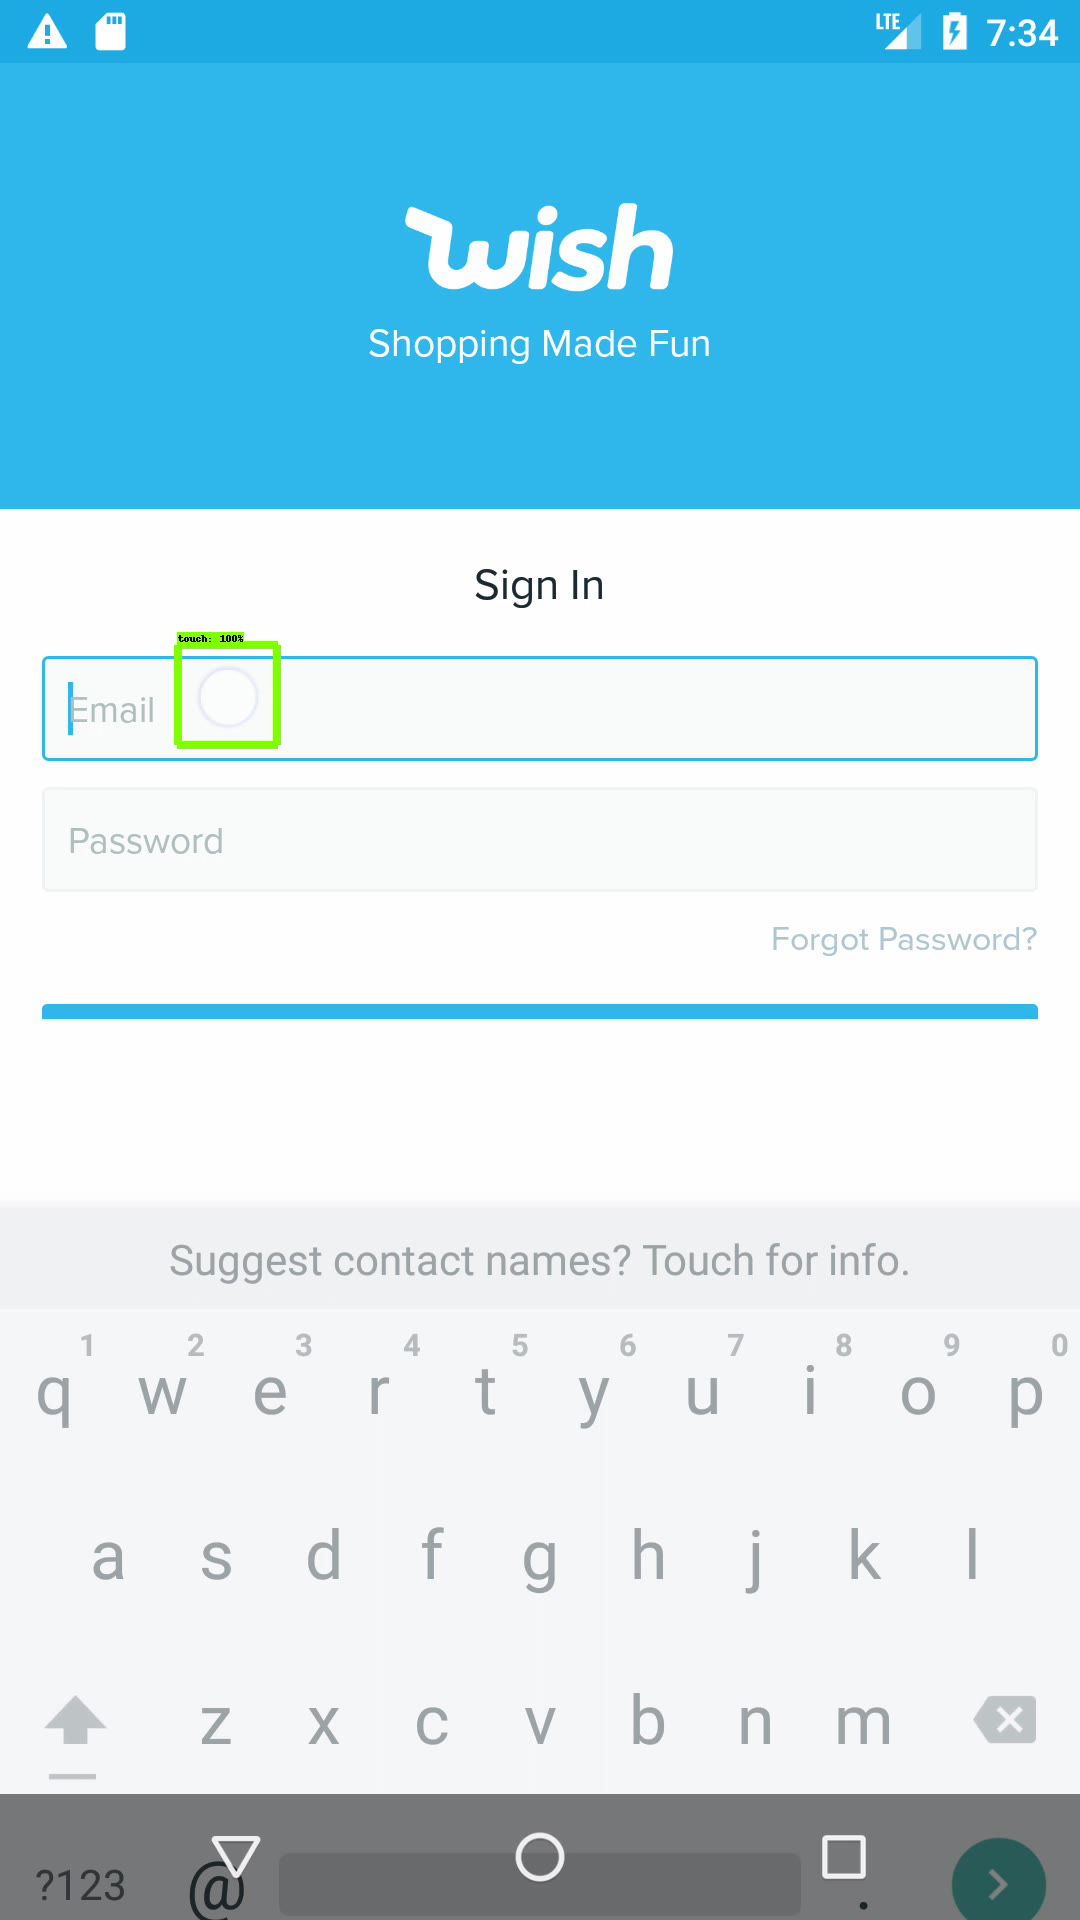 LTE 7:34
wish
Shopping Made Fun
Sign In
touch: 100%
Email
Password
Forgot Password?
Suggest contact names? Touch for info.
1 2 3 4 5 6 7 8 9 0
q w e r t y u i o p
a s d f g h j k l
z x c v b n m
?123 @ .